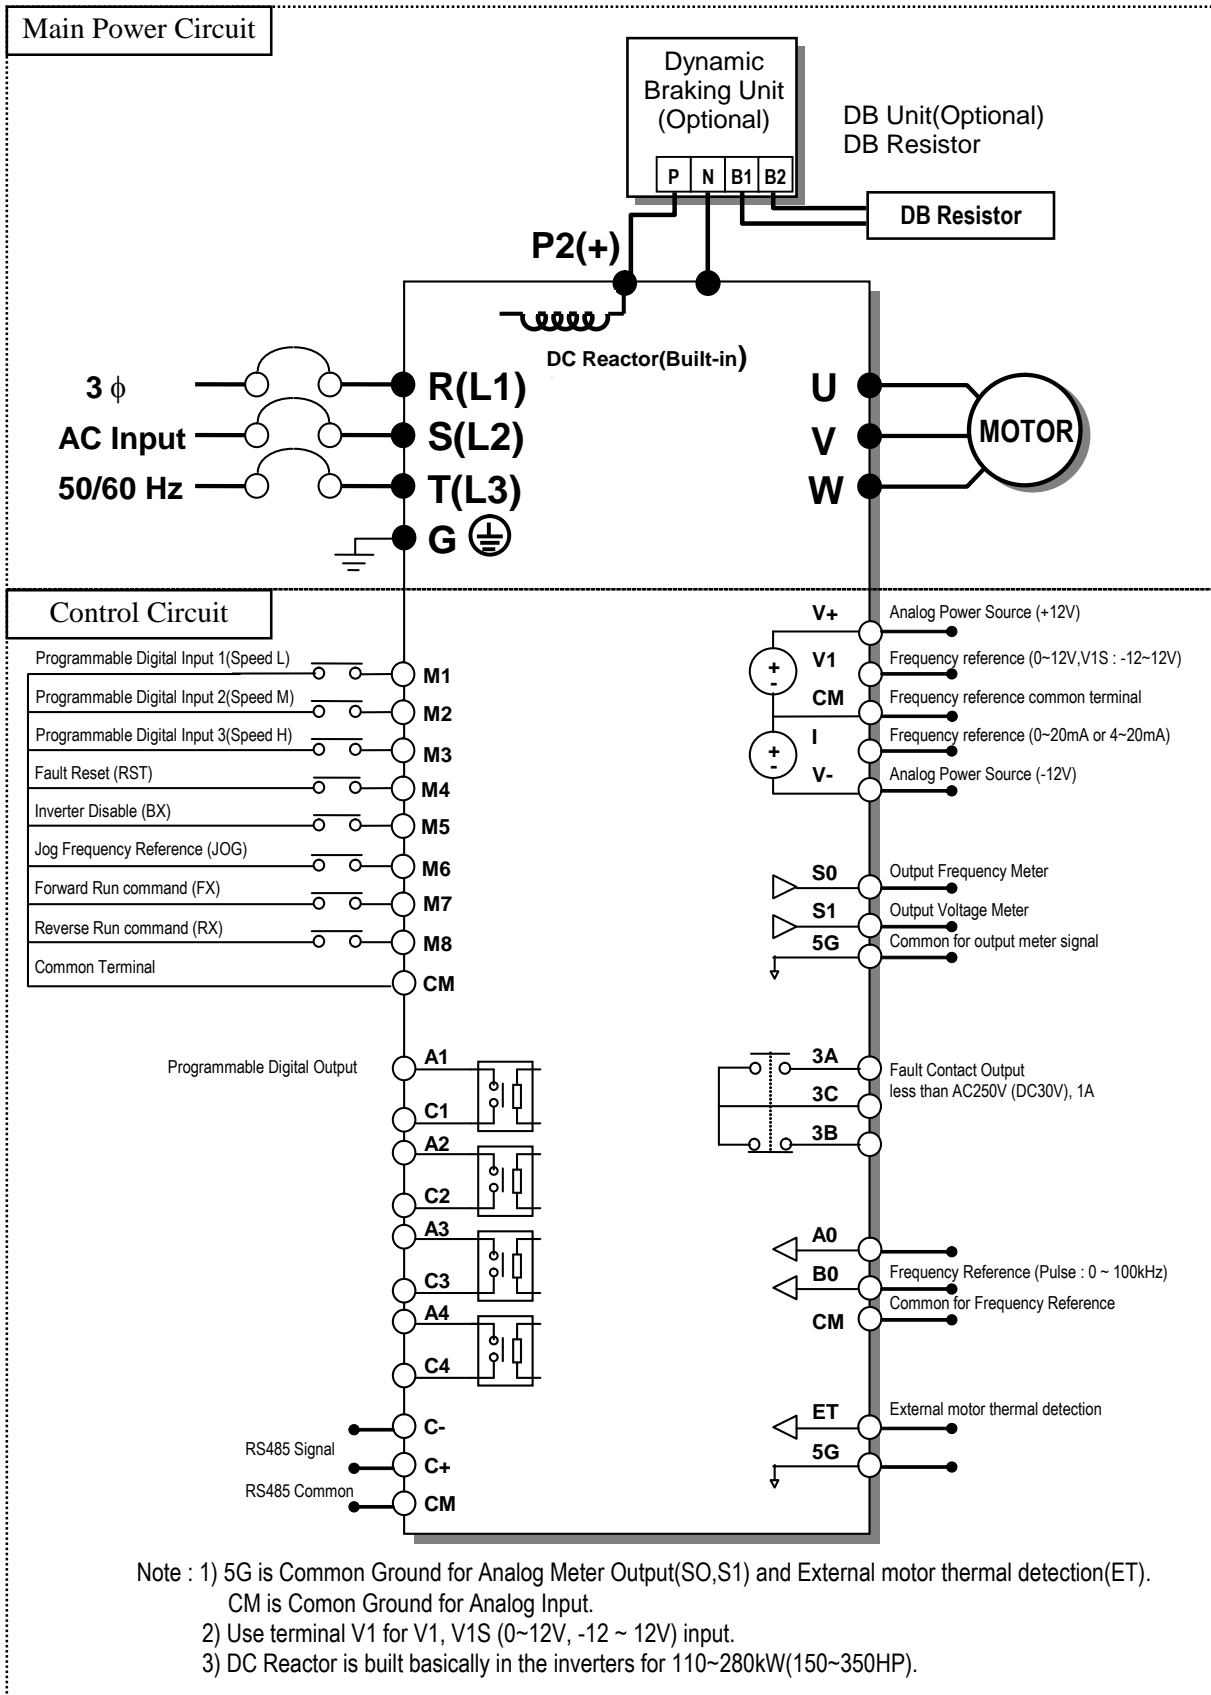 Main Power Circuit
Dynamic
Braking Unit
(Optional)
P N B1 B2
DB Unit(Optional)
DB Resistor
DB Resistor
P2(+)
DC Reactor(Built-in)
3 ϕ
AC Input
50/60 Hz
R(L1)
S(L2)
T(L3)
G
U
V
W
MOTOR
Control Circuit
Programmable Digital Input 1(Speed L)
M1
Programmable Digital Input 2(Speed M)
M2
Programmable Digital Input 3(Speed H)
M3
Fault Reset (RST)
M4
Inverter Disable (BX)
M5
Jog Frequency Reference (JOG)
M6
Forward Run command (FX)
M7
Reverse Run command (RX)
M8
Common Terminal
CM
V+
Analog Power Source (+12V)
V1
Frequency reference (0~12V,V1S : -12~12V)
CM
Frequency reference common terminal
I
Frequency reference (0~20mA or 4~20mA)
V-
Analog Power Source (-12V)
+
-
+
-
S0
Output Frequency Meter
S1
Output Voltage Meter
5G
Common for output meter signal
Programmable Digital Output
A1
C1
A2
C2
A3
C3
A4
C4
3A
3C
3B
Fault Contact Output
less than AC250V (DC30V), 1A
A0
B0
Frequency Reference (Pulse : 0 ~ 100kHz)
CM
Common for Frequency Reference
ET
External motor thermal detection
5G
C-
RS485 Signal
C+
RS485 Common
CM
Note : 1) 5G is Common Ground for Analog Meter Output(SO,S1) and External motor thermal detection(ET).
CM is Comon Ground for Analog Input.
2) Use terminal V1 for V1, V1S (0~12V, -12 ~ 12V) input.
3) DC Reactor is built basically in the inverters for 110~280kW(150~350HP).